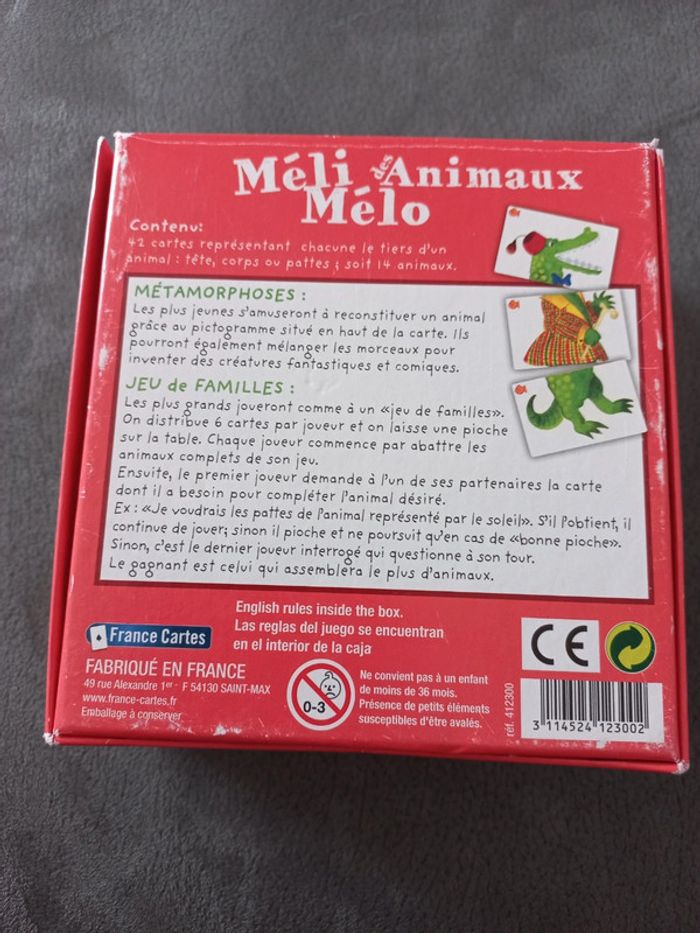 Méli des Animaux
Mélo
Contenu:
42 cartes représentant chacune le tiers d'un
animal : tête, corps ou pattes ; soit 14 animaux.
MÉTAMORPHOSES :
Les plus jeunes s'amuseront à reconstituer un animal
grâce au pictogramme situé en haut de la carte. Ils
pourront également mélanger les morceaux pour
inventer des créatures fantastiques et comiques.
JEU de FAMILLES :
Les plus grands joueront comme à un «jeu de familles».
On distribue 6 cartes par joueur et on laisse une pioche
sur la table. Chaque joueur commence par abattre les
animaux complets de son jeu.
Ensuite, le premier joueur demande à l'un de ses partenaires la carte
dont il a besoin pour compléter l'animal désiré.
Ex : «Je voudrais les pattes de l'animal représenté par le soleil». S'il l'obtient, il
continue de jouer; sinon il pioche et ne poursuit qu'en cas de «bonne pioche».
Sinon, c'est le dernier joueur interrogé qui questionne à son tour.
Le gagnant est celui qui assemblera le plus d'animaux.
English rules inside the box.
Las reglas del juego se encuentran
en el interior de la caja
France Cartes
FABRIQUÉ EN FRANCE
49 rue Alexandre 1er - F 54130 SAINT-MAX
www.france-cartes.fr
Emballage à conserver
0-3
Ne convient pas à un enfant
de moins de 36 mois.
Présence de petits éléments
susceptibles d'être avalés.
CE
réf. 412300
3 114524 123002